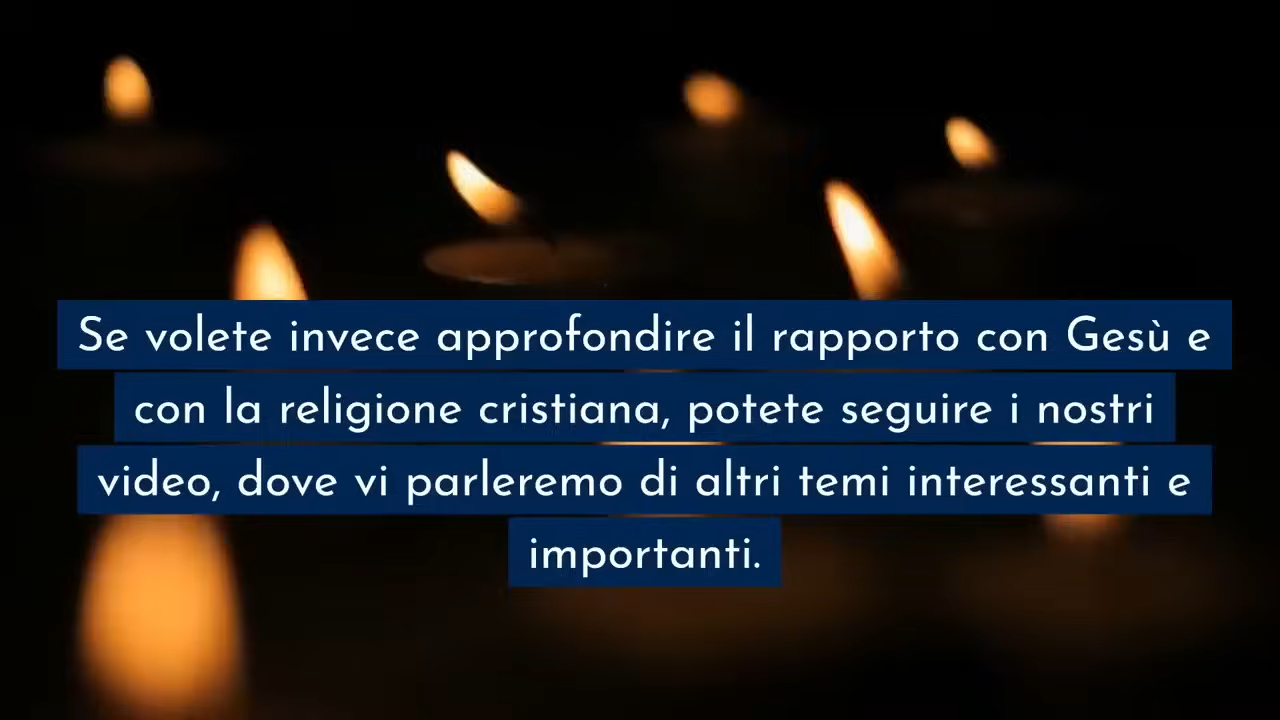 Se volete invece approfondire il rapporto con Gesù e
con la religione cristiana, potete seguire i nostri
video, dove vi parleremo di altri temi interessanti e
importanti.